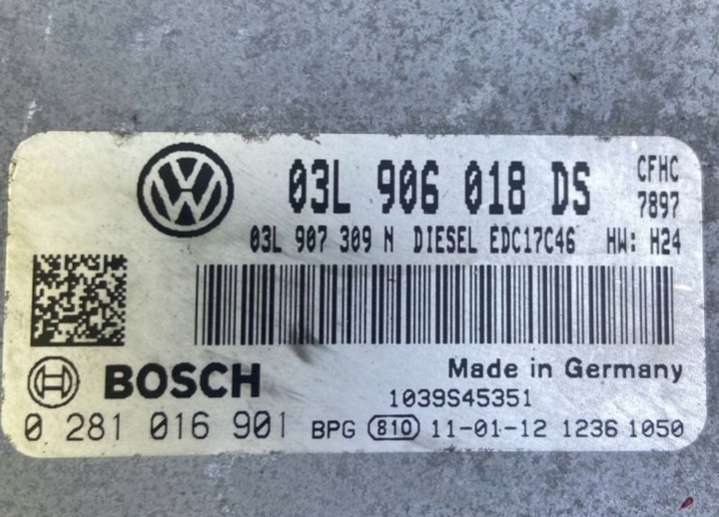 03L 906 018 DS CFHC
7897
03L 907 309 N DIESEL EDC17C46 HW: H24
BOSCH Made in Germany
1039S45351
0 281 016 901 BPG 810 11-01-12 1236 1050